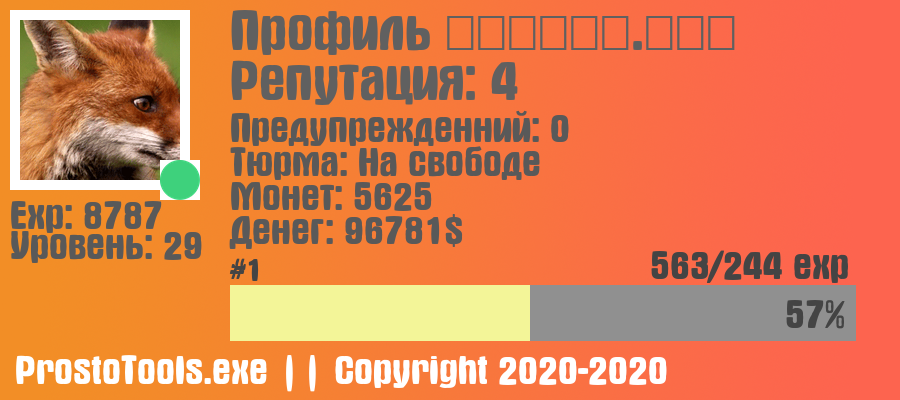 Профиль □□□□□□.□□□
Репутация: 4
Предупрежденний: 0
Тюрма: На свободе
Монет: 5625
Денег: 96781$
Exp: 8787
Уровень: 29
#1
563/244 exp
57%
ProstoTools.exe || Copyright 2020-2020